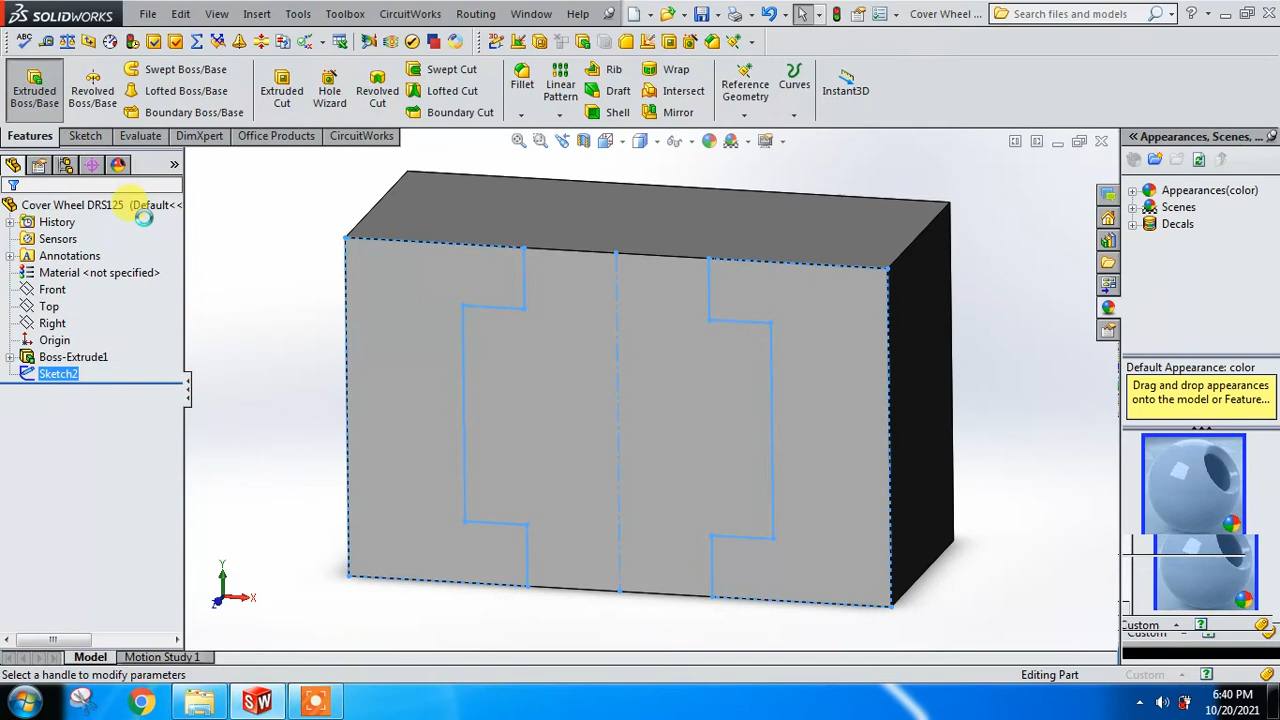 SOLIDWORKS File Edit View Insert Tools Toolbox CircuitWorks Routing Window Help Cover Wheel ... Search files and models
Extruded Boss/Base
Revolved Boss/Base
Swept Boss/Base
Lofted Boss/Base
Boundary Boss/Base
Extruded Cut
Hole Wizard
Revolved Cut
Swept Cut
Lofted Cut
Boundary Cut
Fillet
Linear Pattern
Rib
Draft
Shell
Wrap
Intersect
Mirror
Reference Geometry
Curves
Instant3D
Features Sketch Evaluate DimXpert Office Products CircuitWorks
Cover Wheel DRS125 (Default<<
History
Sensors
Annotations
Material <not specified>
Front
Top
Right
Origin
Boss-Extrude1
Sketch2
Y
X
Z
Appearances, Scenes,
Appearances(color)
Scenes
Decals
Default Appearance: color
Drag and drop appearances
onto the model or Feature...
Custom
Model Motion Study 1
Select a handle to modify parameters Editing Part Custom
6:40 PM
10/20/2021